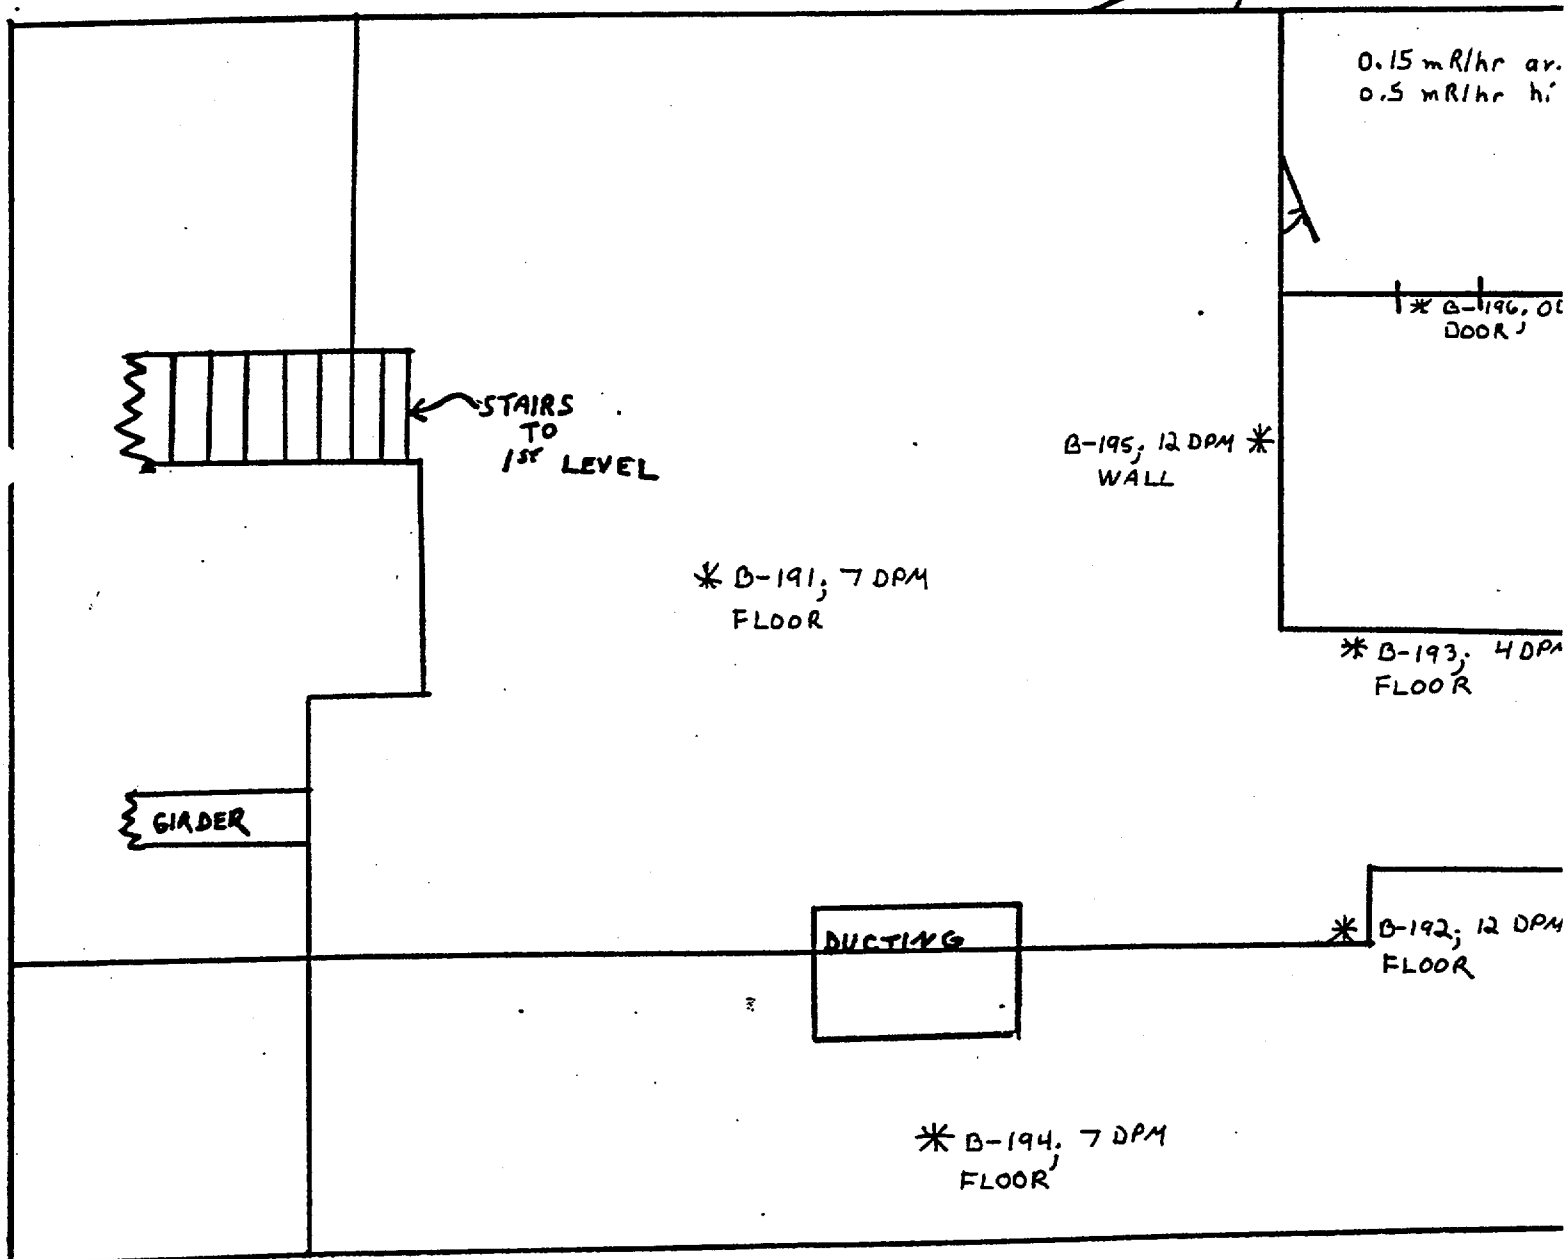 0.15 mR/hr av.
0.5 mR/hr hi
* B-196,
DOOR;
STAIRS
TO
1ST LEVEL
B-195; 12 DPM *
WALL
* B-191; 7 DPM
FLOOR
* B-193; 4 DPM
FLOOR
GIRDER
DUCTING
* B-192; 12 DPM
FLOOR
* B-194; 7 DPM
FLOOR